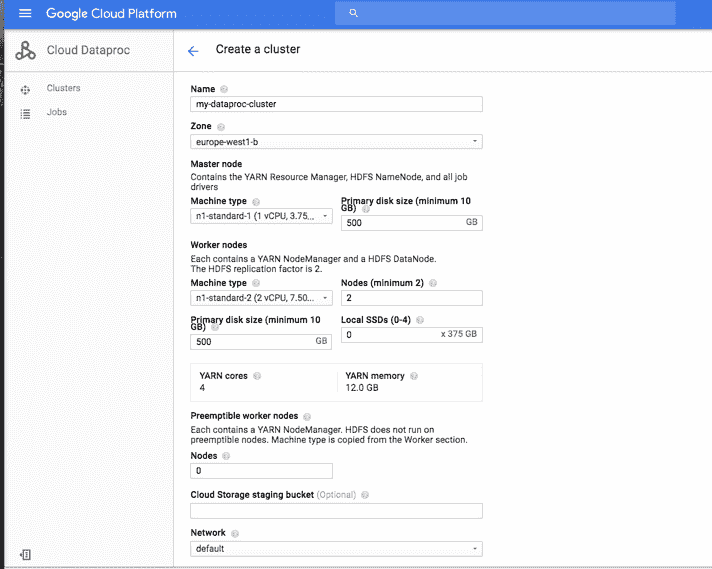 Google Cloud Platform
Cloud Dataproc
Create a cluster
Clusters
Jobs
Name
my-dataproc-cluster
Zone
europe-west1-b
Master node
Contains the YARN Resource Manager, HDFS NameNode, and all job
drivers
Machine type
Primary disk size (minimum 10
GB)
n1-standard-1 (1 vCPU, 3.75...
500 GB
Worker nodes
Each contains a YARN NodeManager and a HDFS DataNode.
The HDFS replication factor is 2.
Machine type
Nodes (minimum 2)
n1-standard-2 (2 vCPU, 7.50...
2
Primary disk size (minimum 10
GB)
Local SSDs (0-4)
500 GB
0 x 375 GB
YARN cores
4
YARN memory
12.0 GB
Preemptible worker nodes
Each contains a YARN NodeManager. HDFS does not run on
preemptible nodes. Machine type is copied from the Worker section.
Nodes
0
Cloud Storage staging bucket (Optional)
Network
default